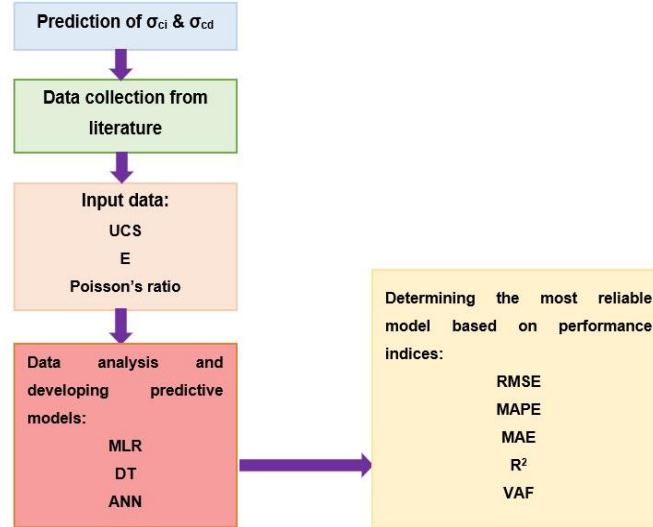 Prediction of σci & σcd
Data collection from
literature
Input data:
UCS
E
Poisson's ratio
Data analysis and
developing predictive
models:
MLR
DT
ANN
Determining the most reliable
model based on performance
indices:
RMSE
MAPE
MAE
R²
VAF